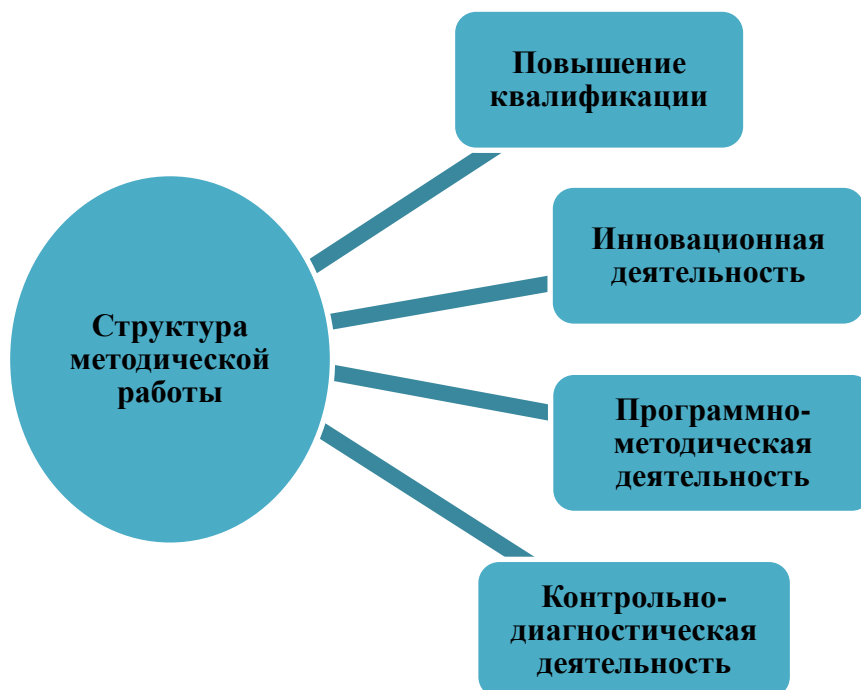 Повышение
квалификации
Инновационная
деятельность
Структура
методической
работы
Программно-
методическая
деятельность
Контрольно-
диагностическая
деятельность